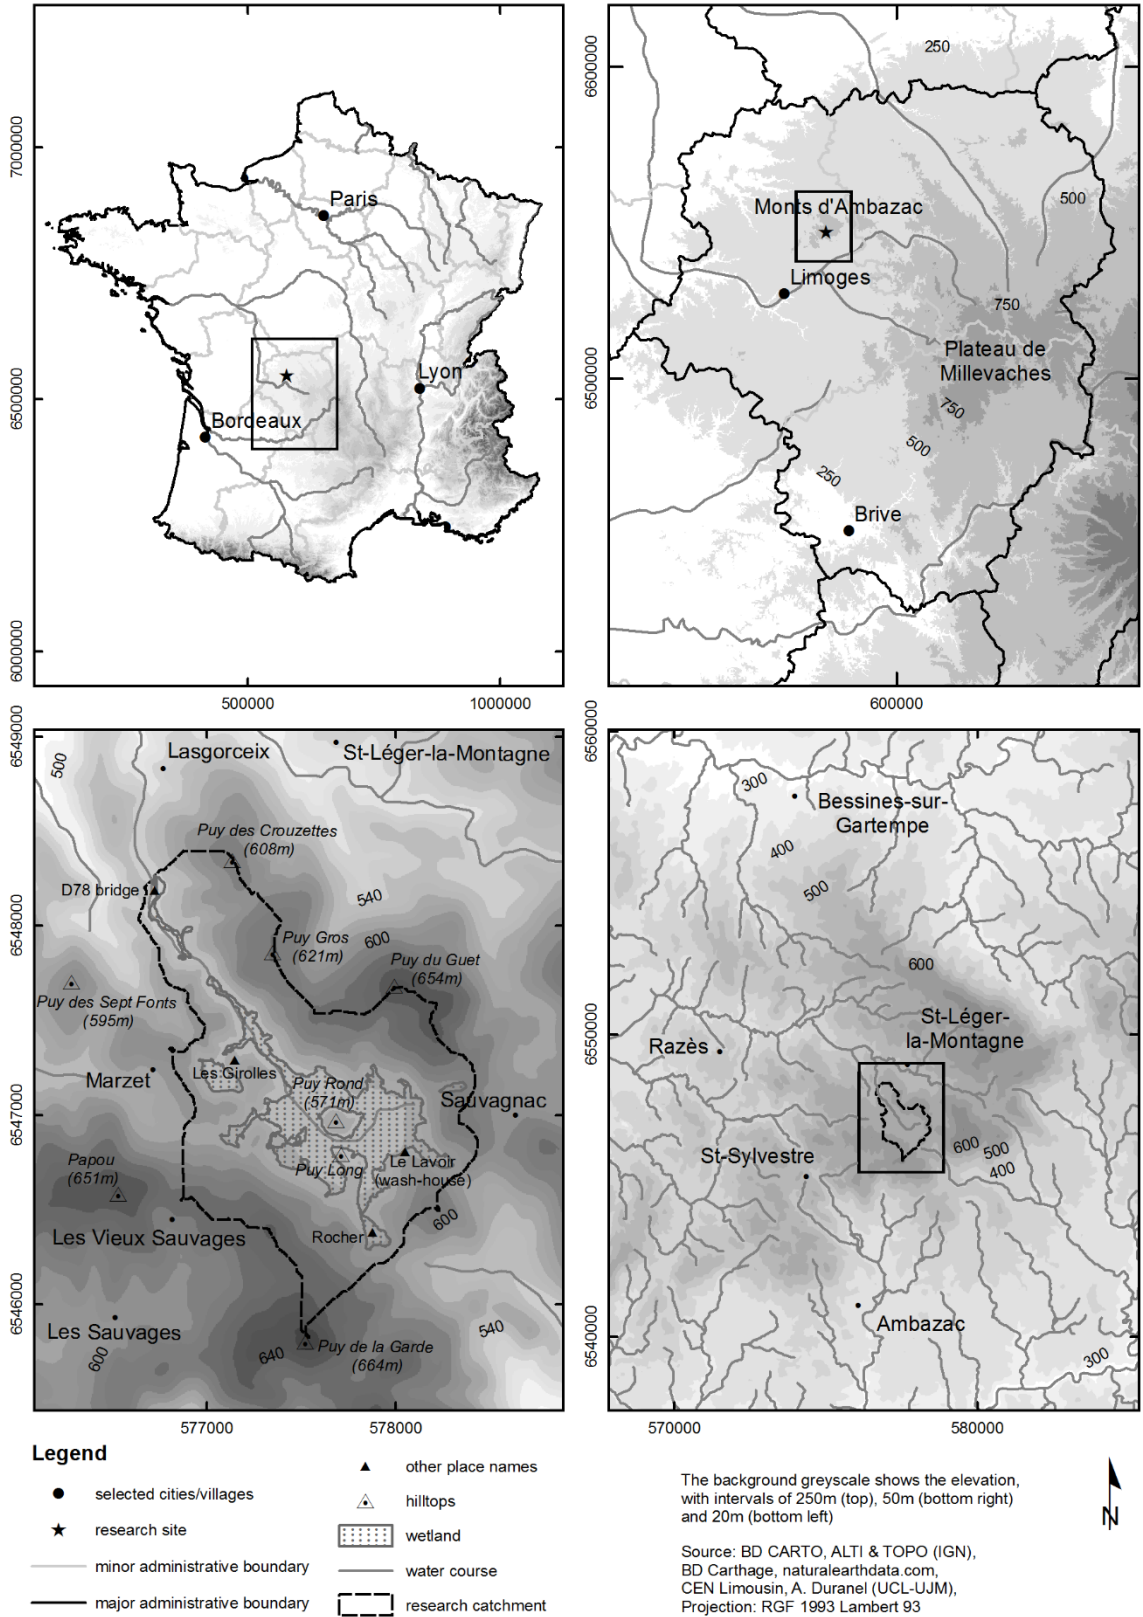 7000000
6500000
6000000
Paris
Lyon
Bordeaux
500000
1000000
6600000
6500000
250
500
Monts d'Ambazac
Limoges
750
Plateau de
Millevaches
750
500
250
Brive
600000
6549000
6548000
6547000
6546000
500
Lasgorceix
St-Léger-la-Montagne
Puy des Crouzettes
(608m)
D78 bridge
540
600
Puy Gros
(621m)
Puy du Guet
(654m)
Puy des Sept Fonts
(595m)
Marzet
Les Girolles
Puy Rond
(571m)
Sauvagnac
Papou
(651m)
Puy Long
Le Lavoir
(wash-house)
Les Vieux Sauvages
Rocher
600
Les Sauvages
600
640
Puy de la Garde
(664m)
540
577000
578000
6560000
6550000
6540000
300
Bessines-sur-
Gartempe
400
500
600
St-Léger-
la-Montagne
Razès
St-Sylvestre
600
500
400
Ambazac
300
570000
580000
Legend
selected cities/villages
research site
minor administrative boundary
major administrative boundary
other place names
hilltops
wetland
water course
research catchment
The background greyscale shows the elevation,
with intervals of 250m (top), 50m (bottom right)
and 20m (bottom left)
Source: BD CARTO, ALTI & TOPO (IGN),
BD Carthage, naturalearthdata.com,
CEN Limousin, A. Duranel (UCL-UJM),
Projection: RGF 1993 Lambert 93
N